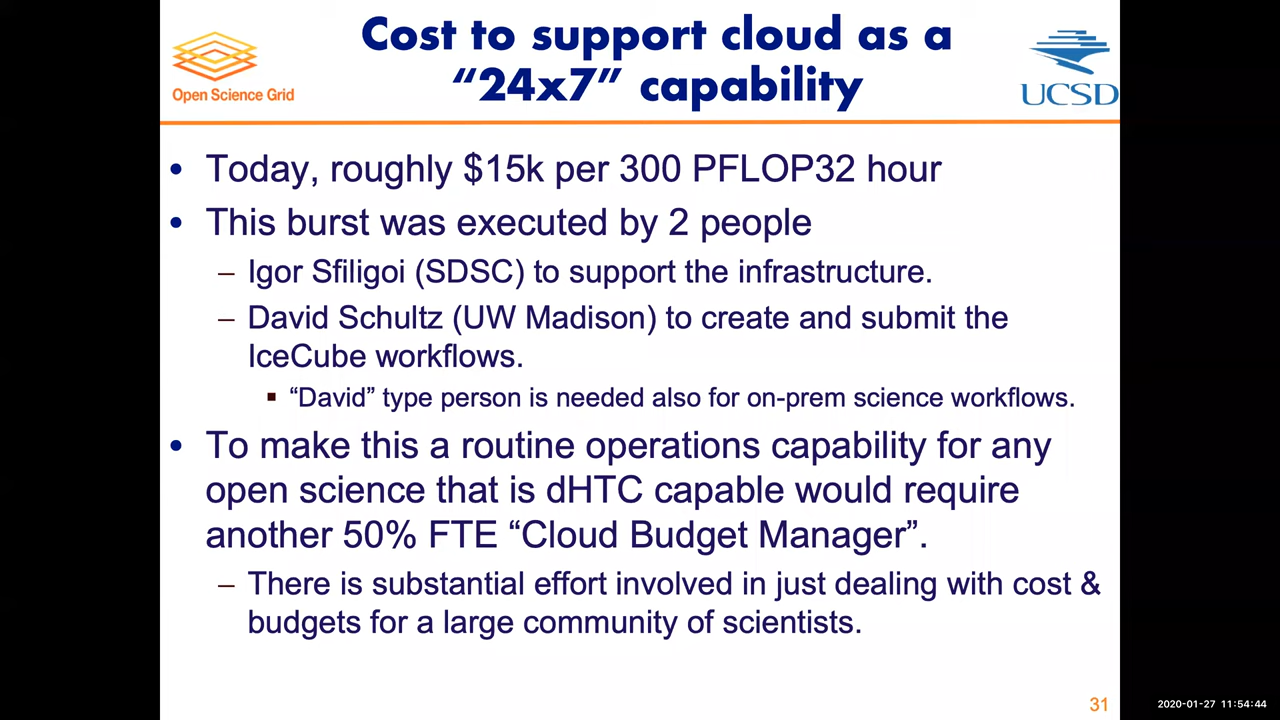 Cost to support cloud as a
“24x7” capability
Open Science Grid
UCSD
• Today, roughly $15k per 300 PFLOP32 hour
• This burst was executed by 2 people
– Igor Sfiligoi (SDSC) to support the infrastructure.
– David Schultz (UW Madison) to create and submit the
IceCube workflows.
▪ “David” type person is needed also for on-prem science workflows.
• To make this a routine operations capability for any
open science that is dHTC capable would require
another 50% FTE “Cloud Budget Manager”.
– There is substantial effort involved in just dealing with cost &
budgets for a large community of scientists.
31
2020-01-27 11:54:44